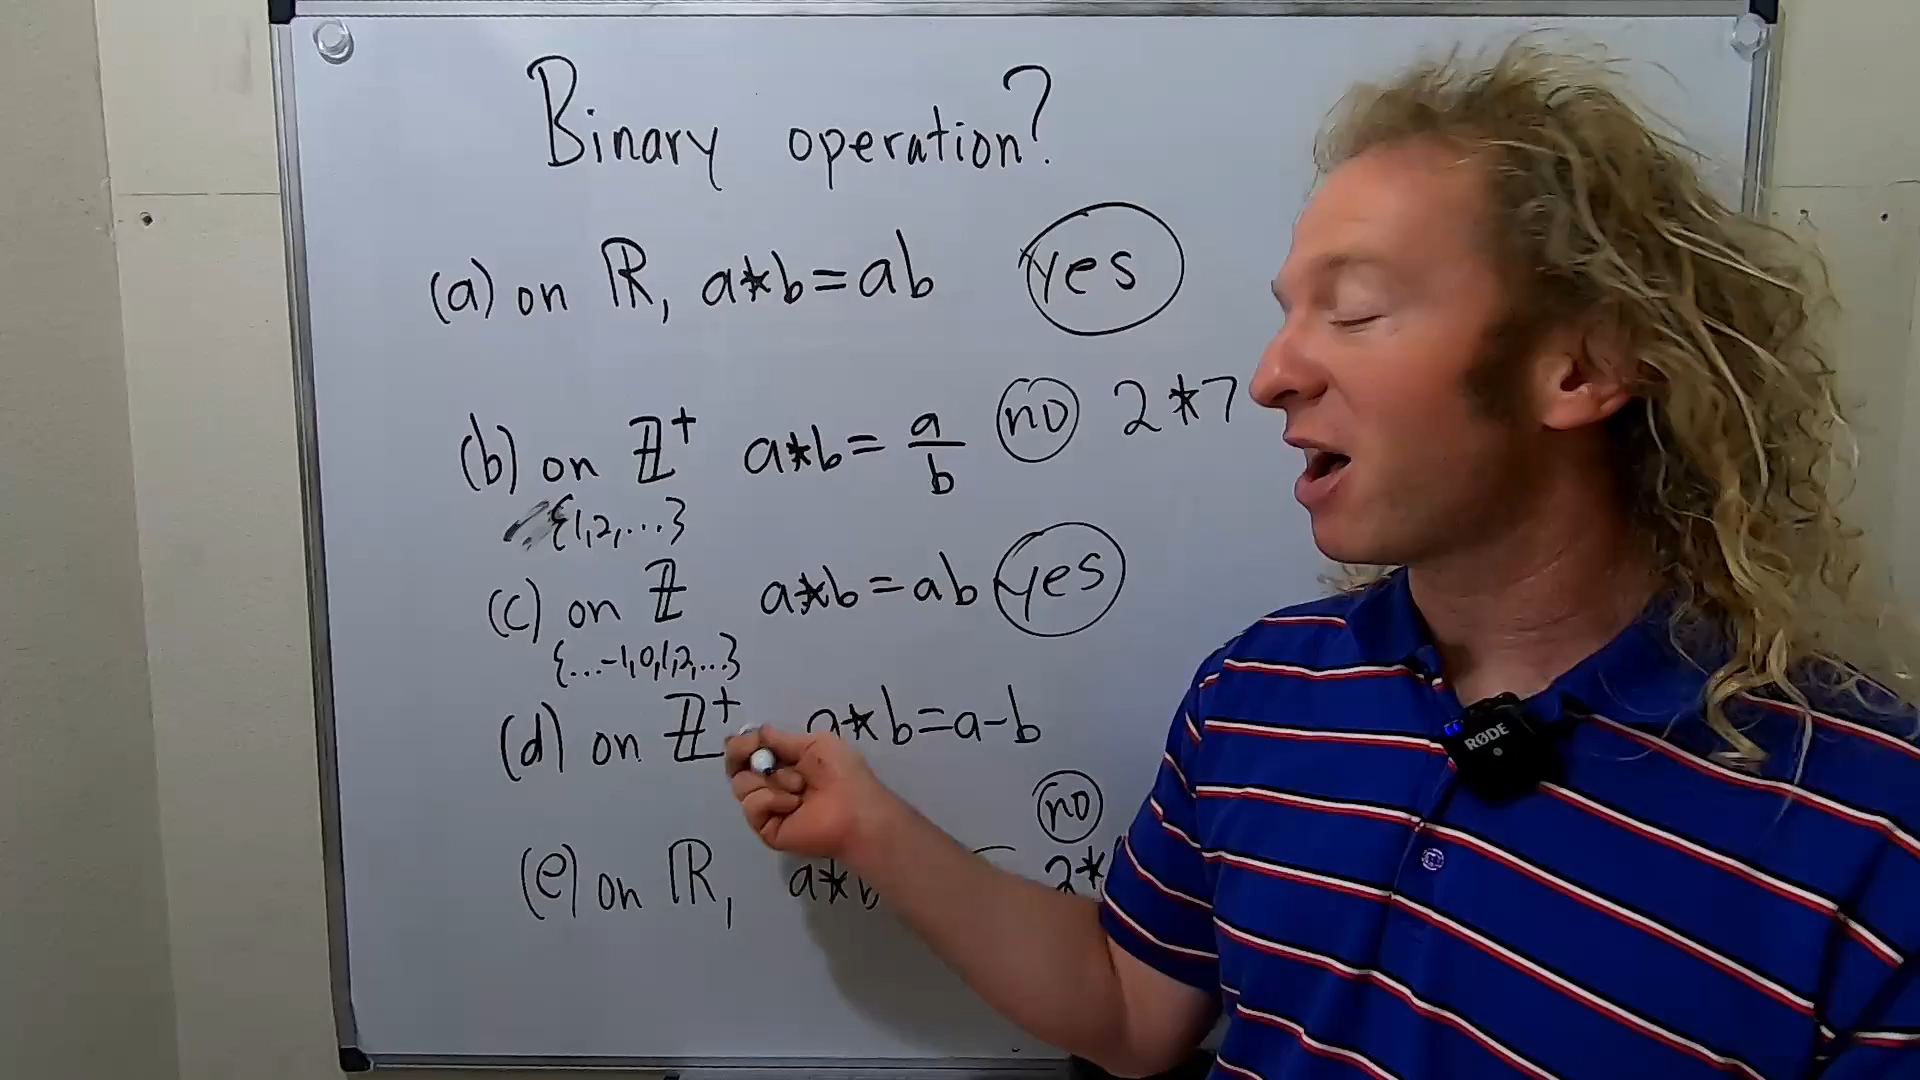 Binary operation?
(a) on ℝ, a*b=ab yes
(b) on ℤ⁺ a*b = a/b no 2*7
{1,2,...}
(c) on ℤ a*b = ab yes
{...-1,0,1,2,...}
(d) on ℤ⁺ a*b=a-b
no
(e) on ℝ, a*b 2*
RØDE